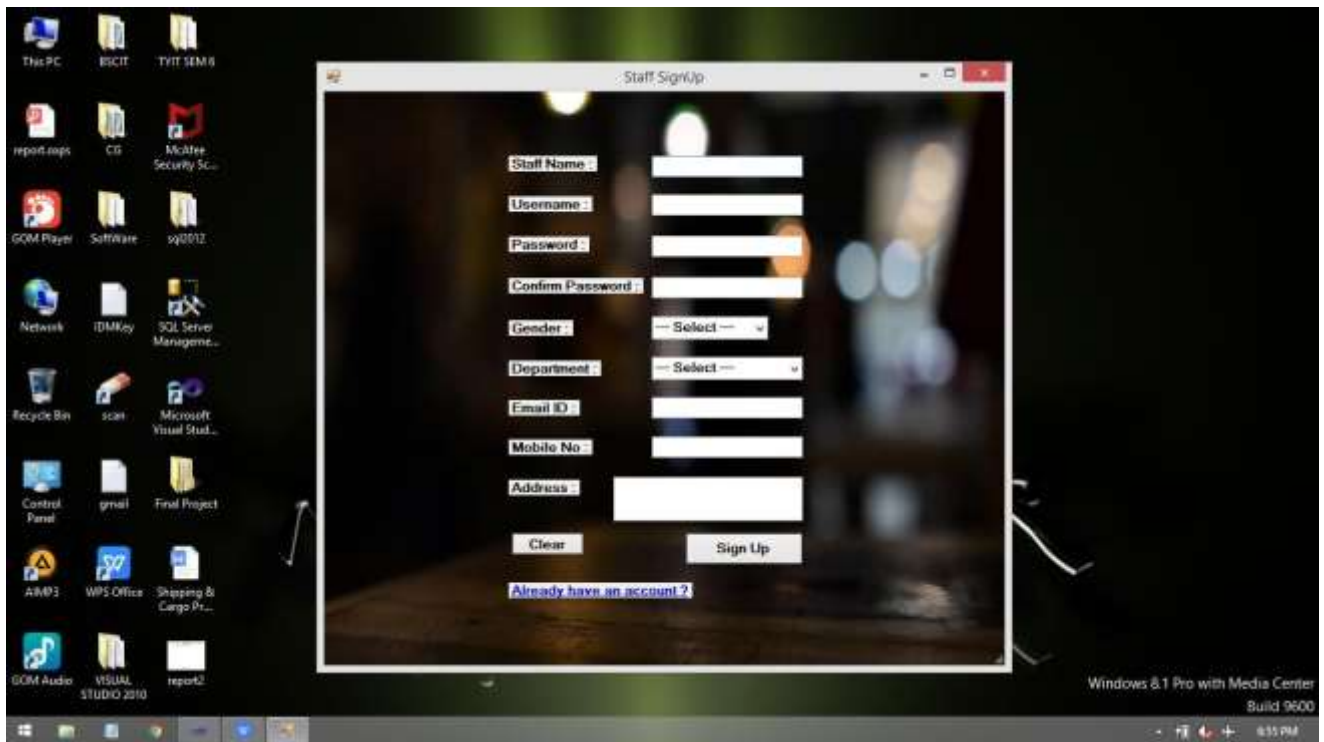 This PC
BSCIT
TYIT SEM 6
report.oops
CG
McAfee
Security Sc...
GOM Player
SoftWare
sql2012
Network
IDMKey
SQL Server
Manageme...
Recycle Bin
scan
Microsoft
Visual Stud...
Control
Panel
gmail
Final Project
AIMP3
WPS Office
Shipping &
Cargo Pr...
GOM Audio
VISUAL
STUDIO 2010
report2
Staff SignUp
Staff Name :
Username :
Password :
Confirm Password :
Gender :
--- Select ---
Department :
--- Select ---
Email ID :
Mobile No :
Address :
Clear
Sign Up
Already have an account ?
Windows 8.1 Pro with Media Center
Build 9600
6:55 PM